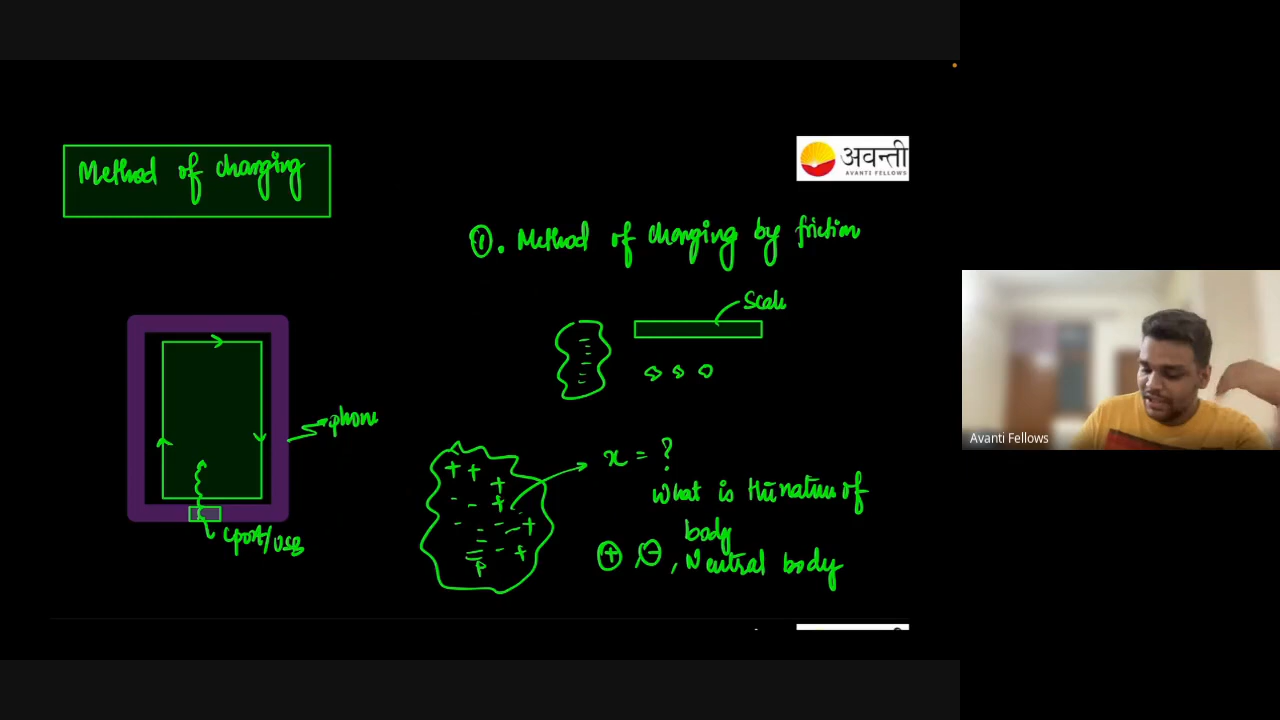 Method of charging
अवन्ती
AVANTI FELLOWS
①. Method of charging by friction
Scale
phone
x = ?
What is the nature of
body
⊕, ⊖, Neutral body
cport/USB
Avanti Fellows